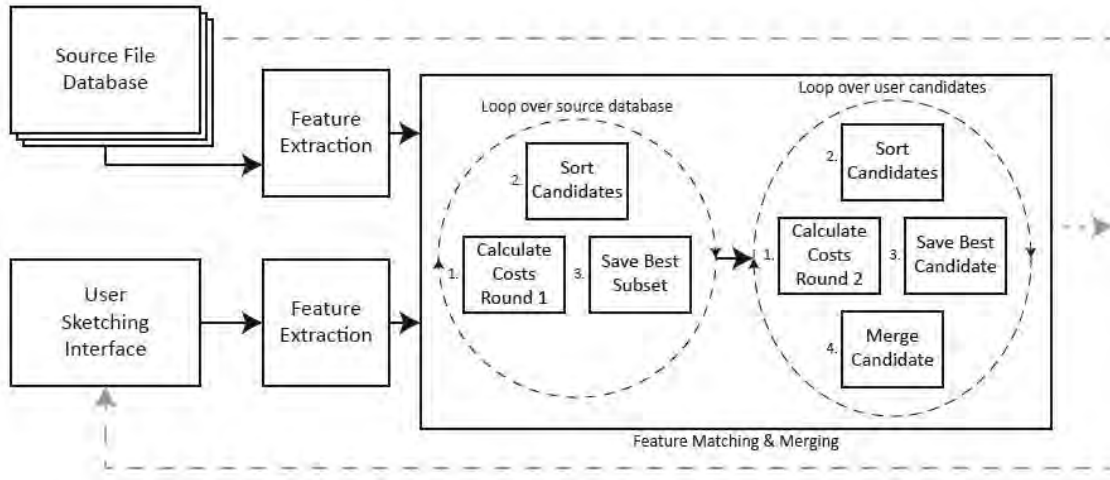 Source File
Database
Feature
Extraction
User
Sketching
Interface
Feature
Extraction
Loop over source database
2.
Sort
Candidates
1.
Calculate
Costs
Round 1
3.
Save Best
Subset
Loop over user candidates
2.
Sort
Candidates
1.
Calculate
Costs
Round 2
3.
Save Best
Candidate
4.
Merge
Candidate
Feature Matching & Merging